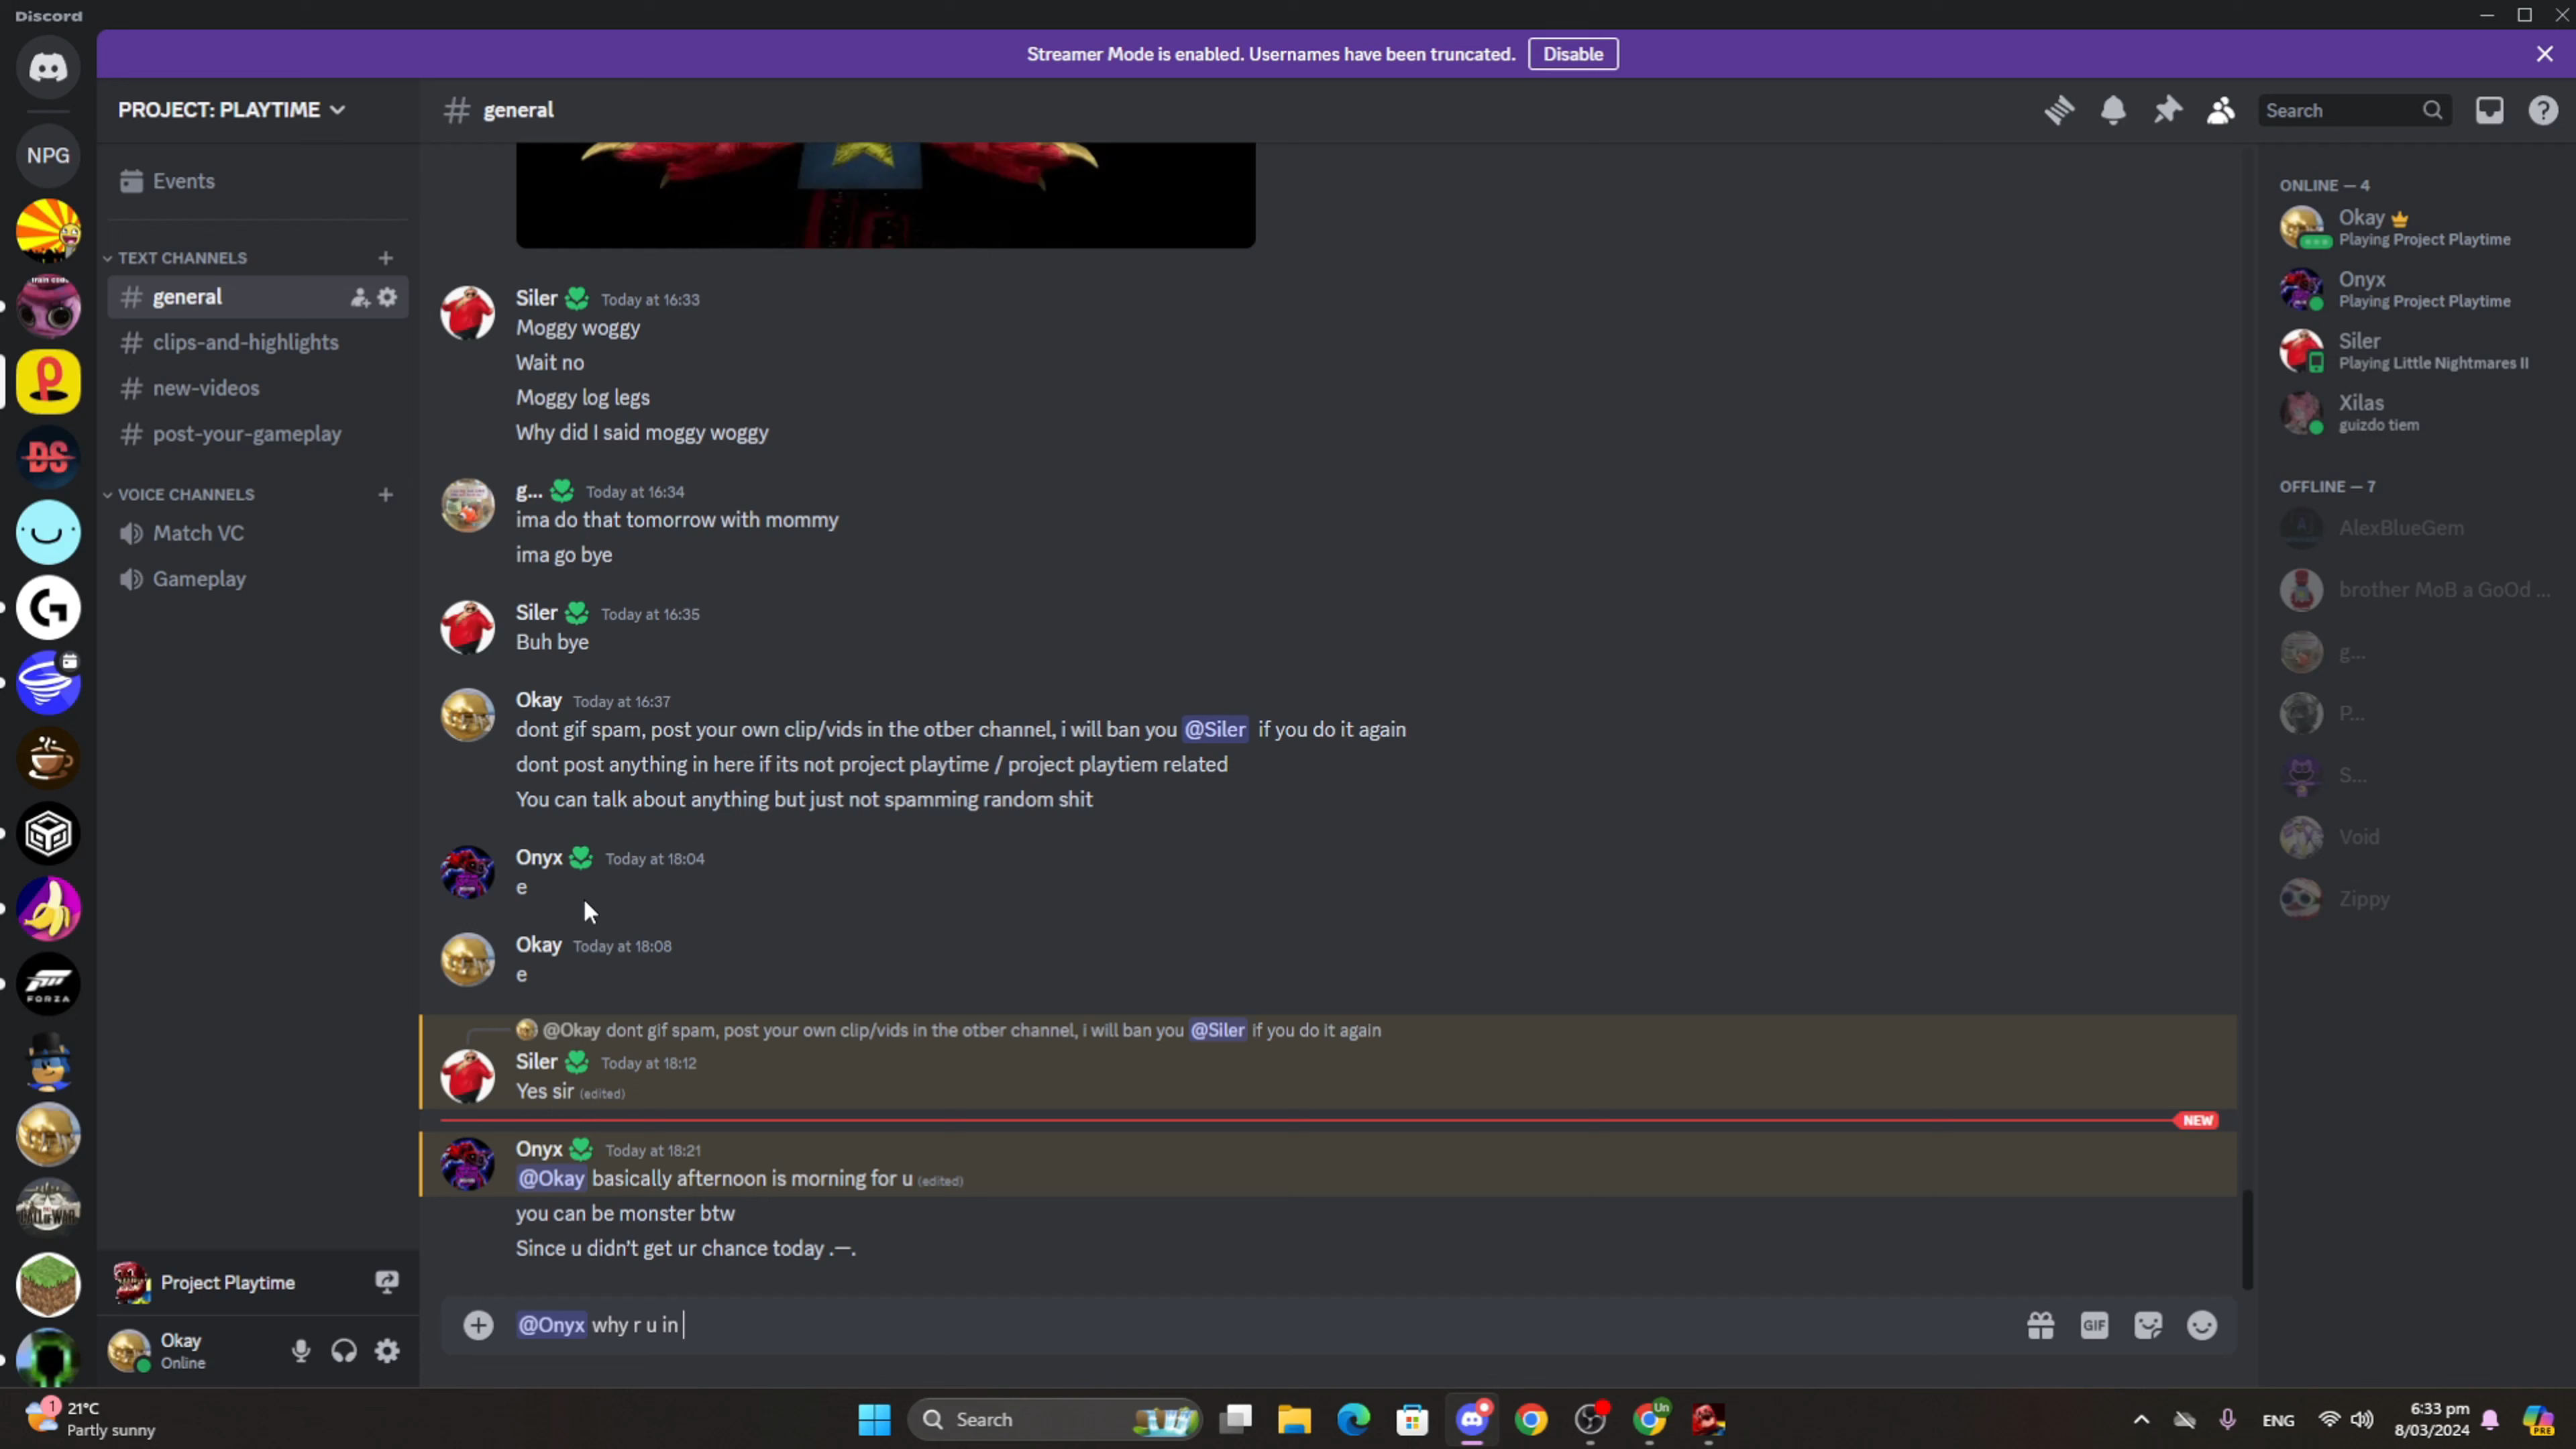 Discord
Streamer Mode is enabled. Usernames have been truncated. Disable
PROJECT: PLAYTIME
# general
Search
NPG
Events
TEXT CHANNELS
# general
# clips-and-highlights
# new-videos
# post-your-gameplay
VOICE CHANNELS
Match VC
Gameplay
DS
FORZA
Siler Today at 16:33
Moggy woggy
Wait no
Moggy log legs
Why did I said moggy woggy
g... Today at 16:34
ima do that tomorrow with mommy
ima go bye
Siler Today at 16:35
Buh bye
Okay Today at 16:37
dont gif spam, post your own clip/vids in the otber channel, i will ban you @Siler if you do it again
dont post anything in here if its not project playtime / project playtiem related
You can talk about anything but just not spamming random shit
Onyx Today at 18:04
e
Okay Today at 18:08
e
@Okay dont gif spam, post your own clip/vids in the otber channel, i will ban you @Siler if you do it again
Siler Today at 18:12
Yes sir (edited)
NEW
Onyx Today at 18:21
@Okay basically afternoon is morning for u (edited)
you can be monster btw
Since u didn't get ur chance today .—.
@Onyx why r u in
GIF
ONLINE — 4
Okay
Playing Project Playtime
Onyx
Playing Project Playtime
Siler
Playing Little Nightmares II
Xilas
guizdo tiem
OFFLINE — 7
AlexBlueGem
brother MoB a GoOd ...
g...
P...
S...
Void
Zippy
Project Playtime
Okay
Online
1
21°C
Partly sunny
Search
Un
ENG
6:33 pm
8/03/2024
PRE